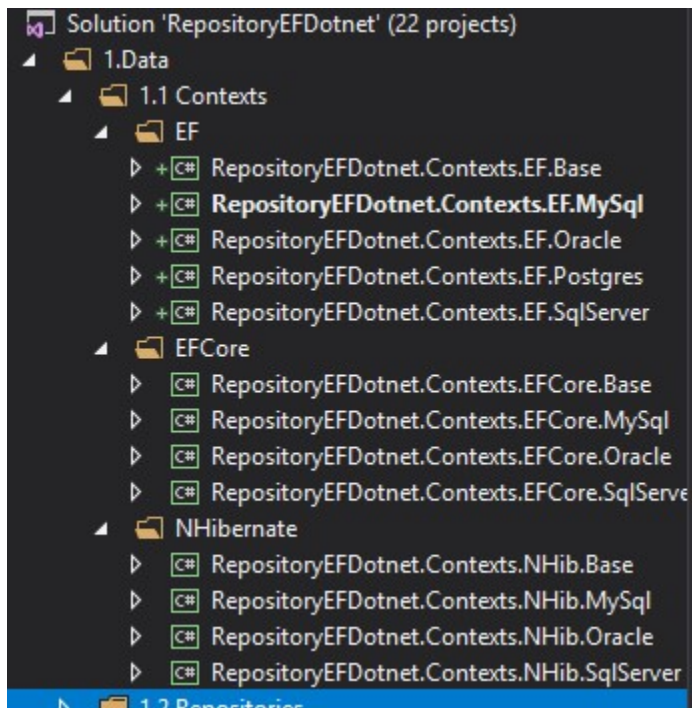 Solution 'RepositoryEFDotnet' (22 projects)
1.Data
1.1 Contexts
EF
+C# RepositoryEFDotnet.Contexts.EF.Base
+C# RepositoryEFDotnet.Contexts.EF.MySql
+C# RepositoryEFDotnet.Contexts.EF.Oracle
+C# RepositoryEFDotnet.Contexts.EF.Postgres
+C# RepositoryEFDotnet.Contexts.EF.SqlServer
EFCore
C# RepositoryEFDotnet.Contexts.EFCore.Base
C# RepositoryEFDotnet.Contexts.EFCore.MySql
C# RepositoryEFDotnet.Contexts.EFCore.Oracle
C# RepositoryEFDotnet.Contexts.EFCore.SqlServe
NHibernate
C# RepositoryEFDotnet.Contexts.NHib.Base
C# RepositoryEFDotnet.Contexts.NHib.MySql
C# RepositoryEFDotnet.Contexts.NHib.Oracle
C# RepositoryEFDotnet.Contexts.NHib.SqlServer
1.2 Repositories